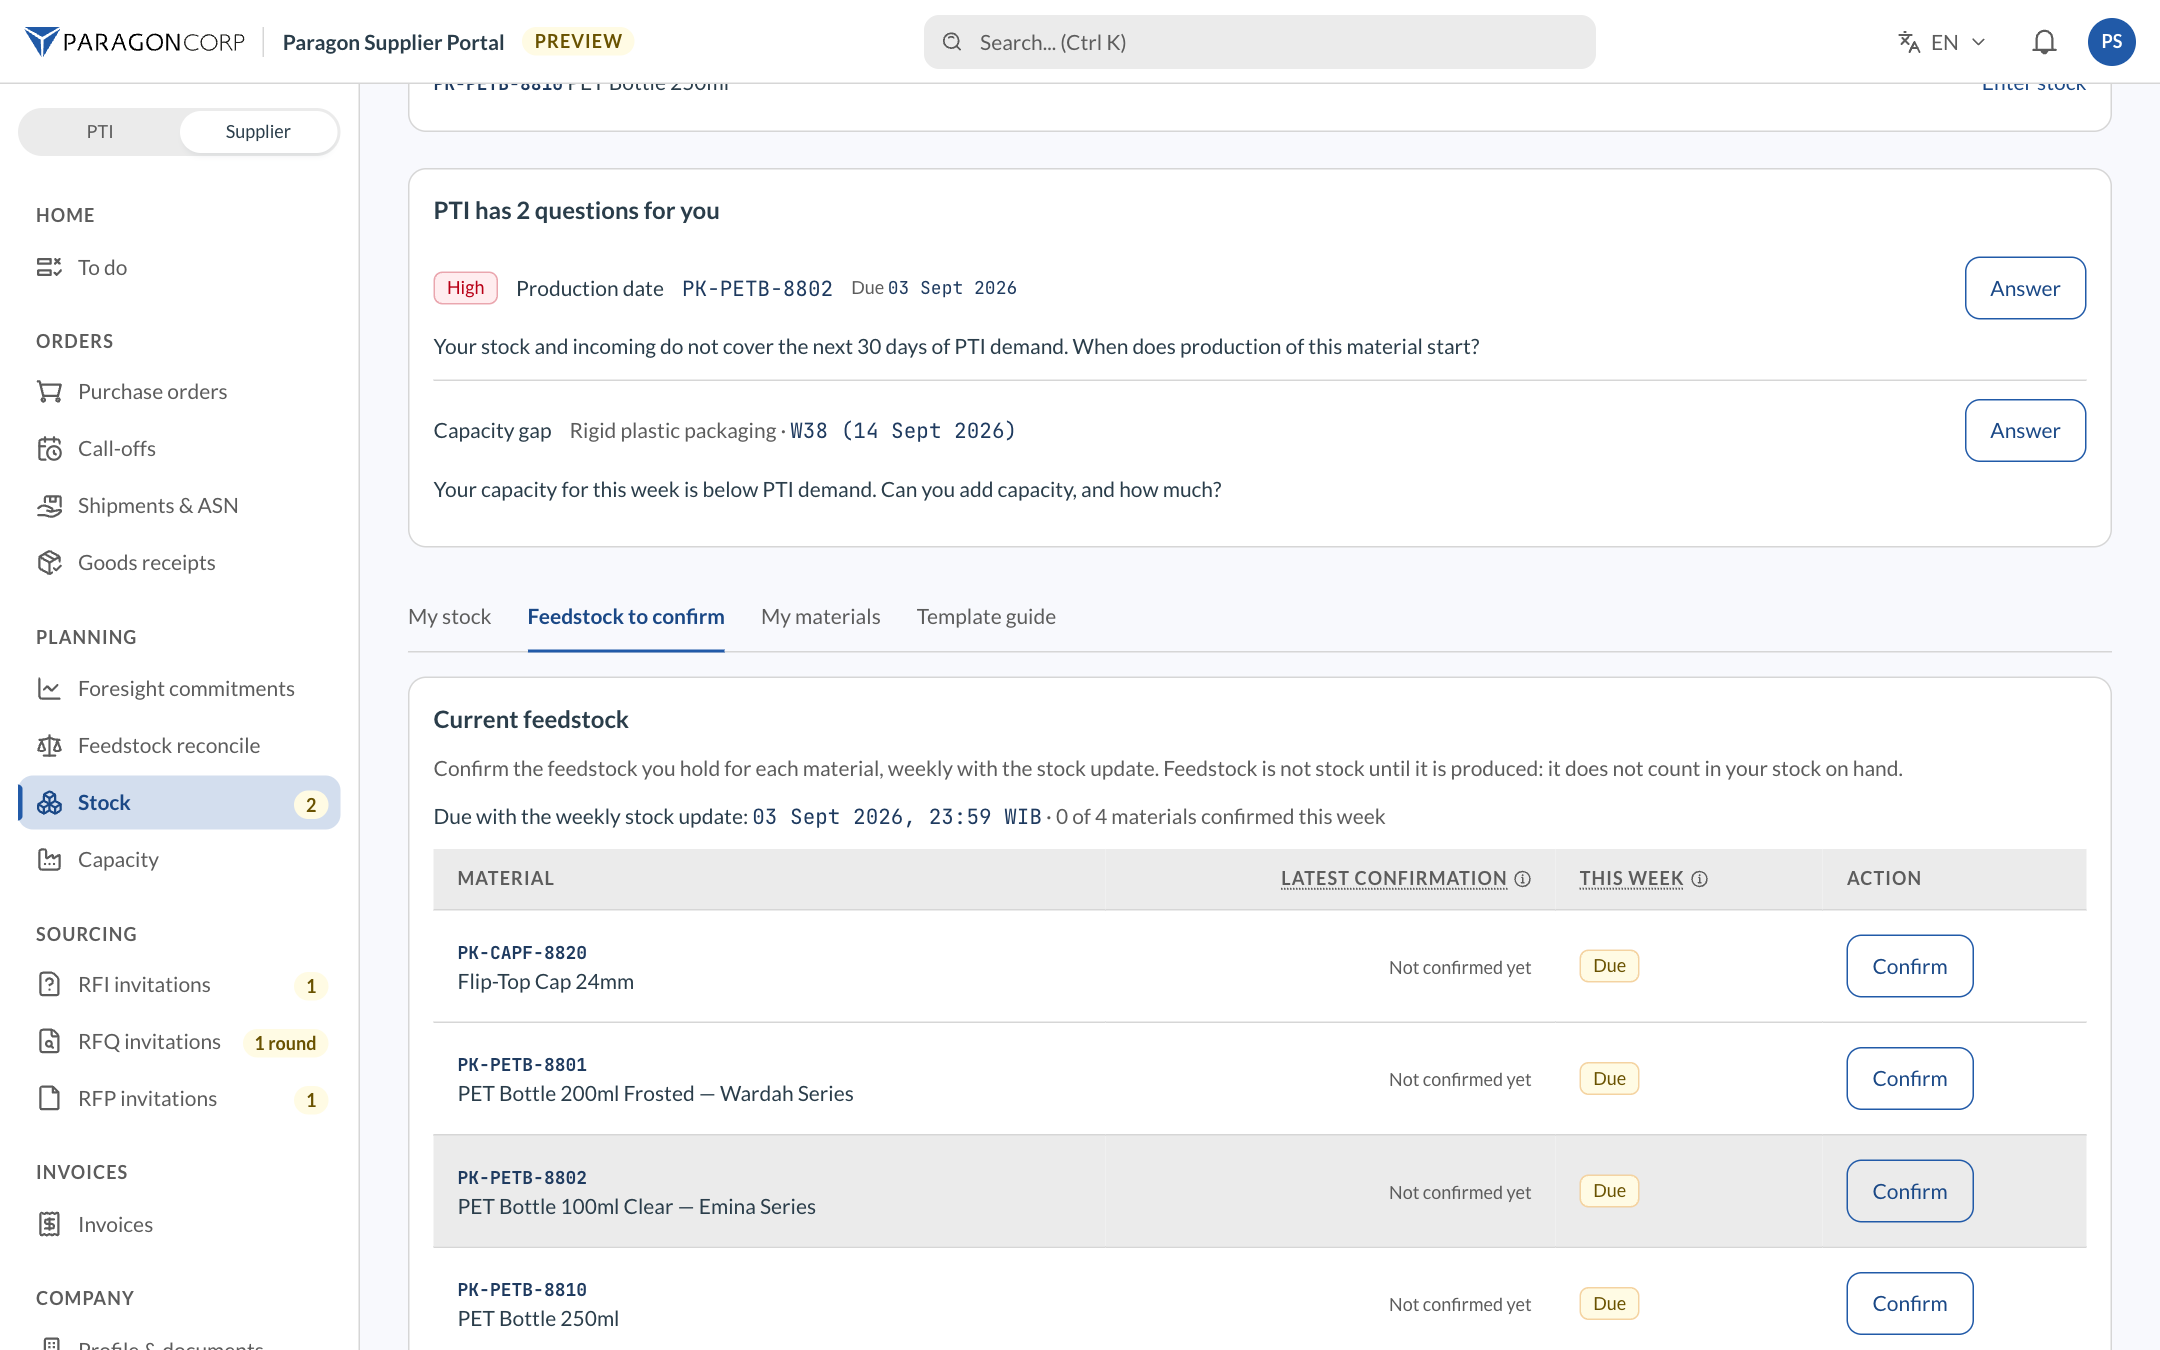 PARAGONCORP
Paragon Supplier Portal
PREVIEW
Search... (Ctrl K)
EN
PS
PTI
Supplier
HOME
To do
ORDERS
Purchase orders
Call-offs
Shipments & ASN
Goods receipts
PLANNING
Foresight commitments
Feedstock reconcile
Stock 2
Capacity
SOURCING
RFI invitations 1
RFQ invitations 1 round
RFP invitations 1
INVOICES
Invoices
COMPANY
Profile & documents
PK-PETB-8810 PET Bottle 250ml Enter stock
PTI has 2 questions for you
High Production date PK-PETB-8802 Due 03 Sept 2026 Answer
Your stock and incoming do not cover the next 30 days of PTI demand. When does production of this material start?
Capacity gap Rigid plastic packaging · W38 (14 Sept 2026) Answer
Your capacity for this week is below PTI demand. Can you add capacity, and how much?
My stock Feedstock to confirm My materials Template guide
Current feedstock
Confirm the feedstock you hold for each material, weekly with the stock update. Feedstock is not stock until it is produced: it does not count in your stock on hand.
Due with the weekly stock update: 03 Sept 2026, 23:59 WIB · 0 of 4 materials confirmed this week
MATERIAL LATEST CONFIRMATION THIS WEEK ACTION
PK-CAPF-8820
Flip-Top Cap 24mm
Not confirmed yet Due Confirm
PK-PETB-8801
PET Bottle 200ml Frosted — Wardah Series
Not confirmed yet Due Confirm
PK-PETB-8802
PET Bottle 100ml Clear — Emina Series
Not confirmed yet Due Confirm
PK-PETB-8810
PET Bottle 250ml
Not confirmed yet Due Confirm